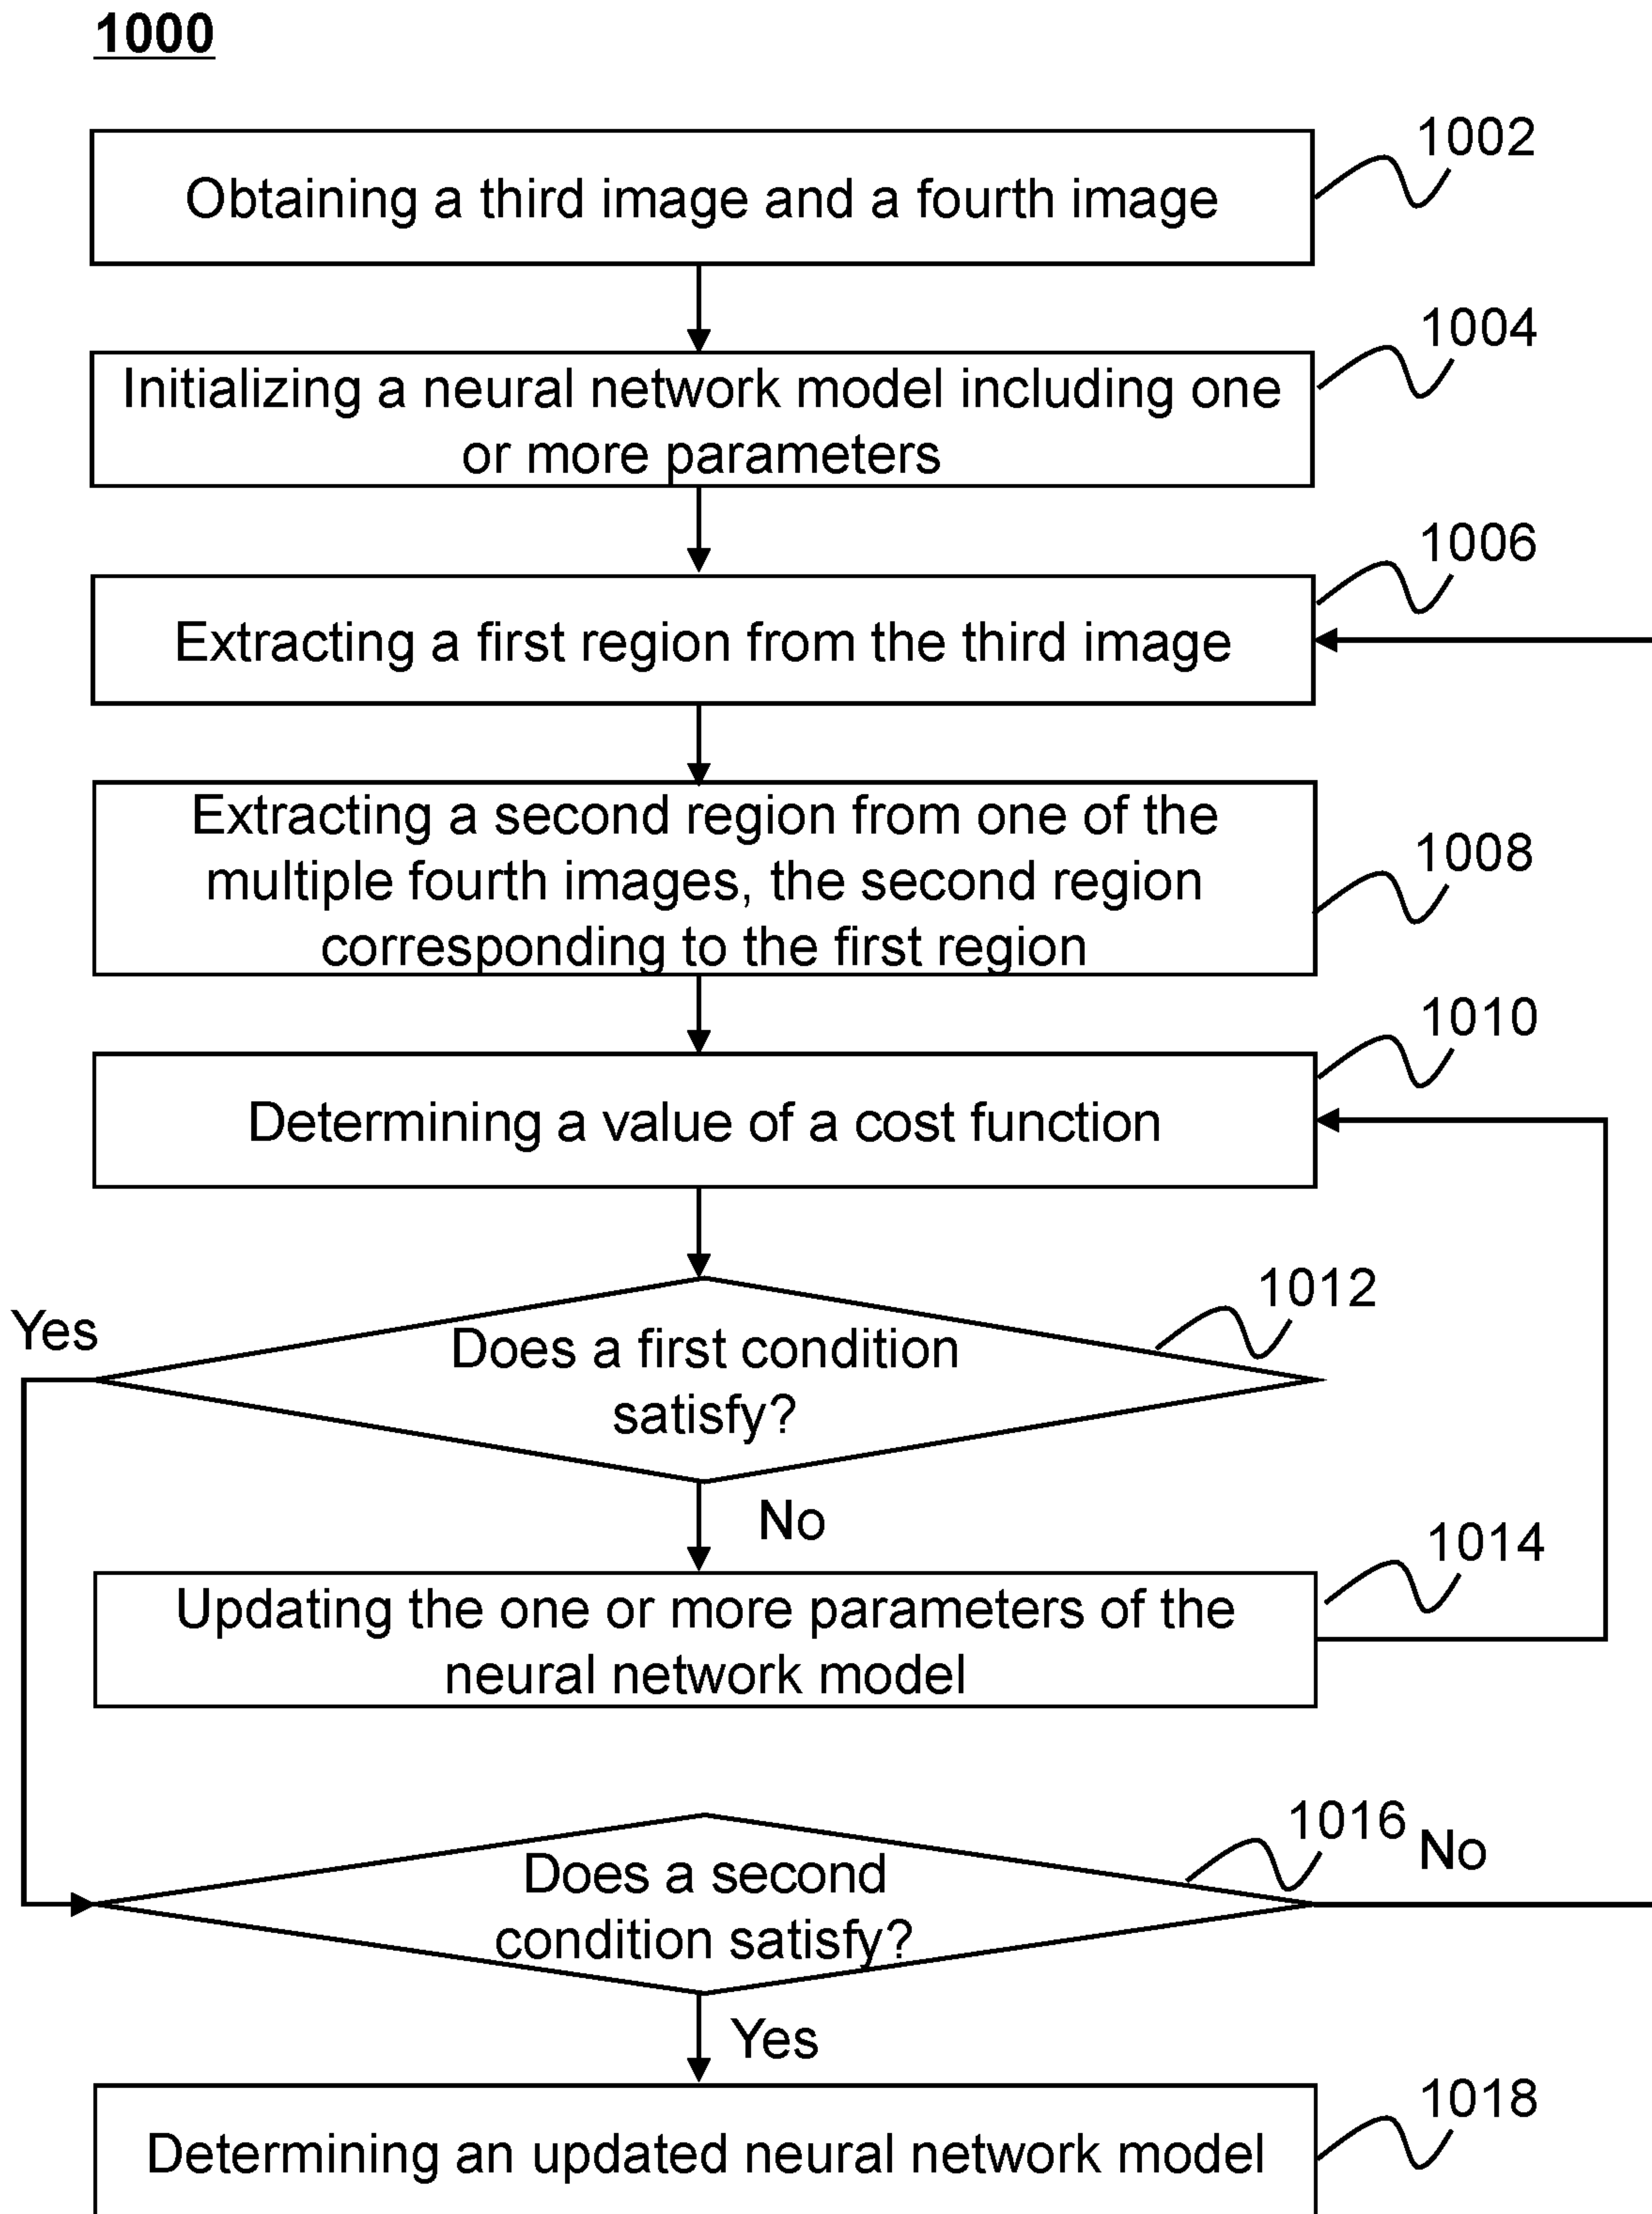 1000
1002
Obtaining a third image and a fourth image
1004
Initializing a neural network model including one
or more parameters
1006
Extracting a first region from the third image
Extracting a second region from one of the
multiple fourth images, the second region
corresponding to the first region
1008
1010
Determining a value of a cost function
1012
Yes
Does a first condition
satisfy?
No
1014
Updating the one or more parameters of the
neural network model
1016
No
Does a second
condition satisfy?
Yes
1018
Determining an updated neural network model